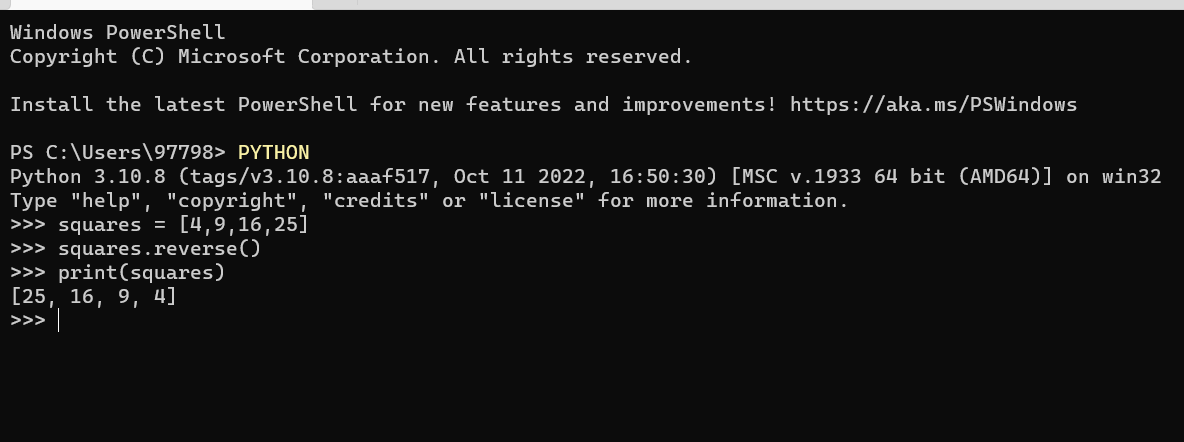 Windows PowerShell
Copyright (C) Microsoft Corporation. All rights reserved.
Install the latest PowerShell for new features and improvements! https://aka.ms/PSWindows
PS C:\Users\97798> PYTHON
Python 3.10.8 (tags/v3.10.8:aaaf517, Oct 11 2022, 16:50:30) [MSC v.1933 64 bit (AMD64)] on win32
Type "help", "copyright", "credits" or "license" for more information.
>>> squares = [4,9,16,25]
>>> squares.reverse()
>>> print(squares)
[25, 16, 9, 4]
>>>